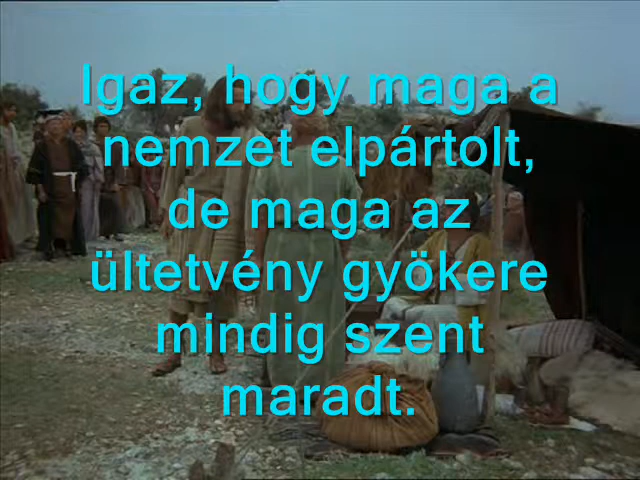 Igaz, hogy maga a
nemzet elpártolt,
de maga az
ültetvény gyökere
mindig szent
maradt.